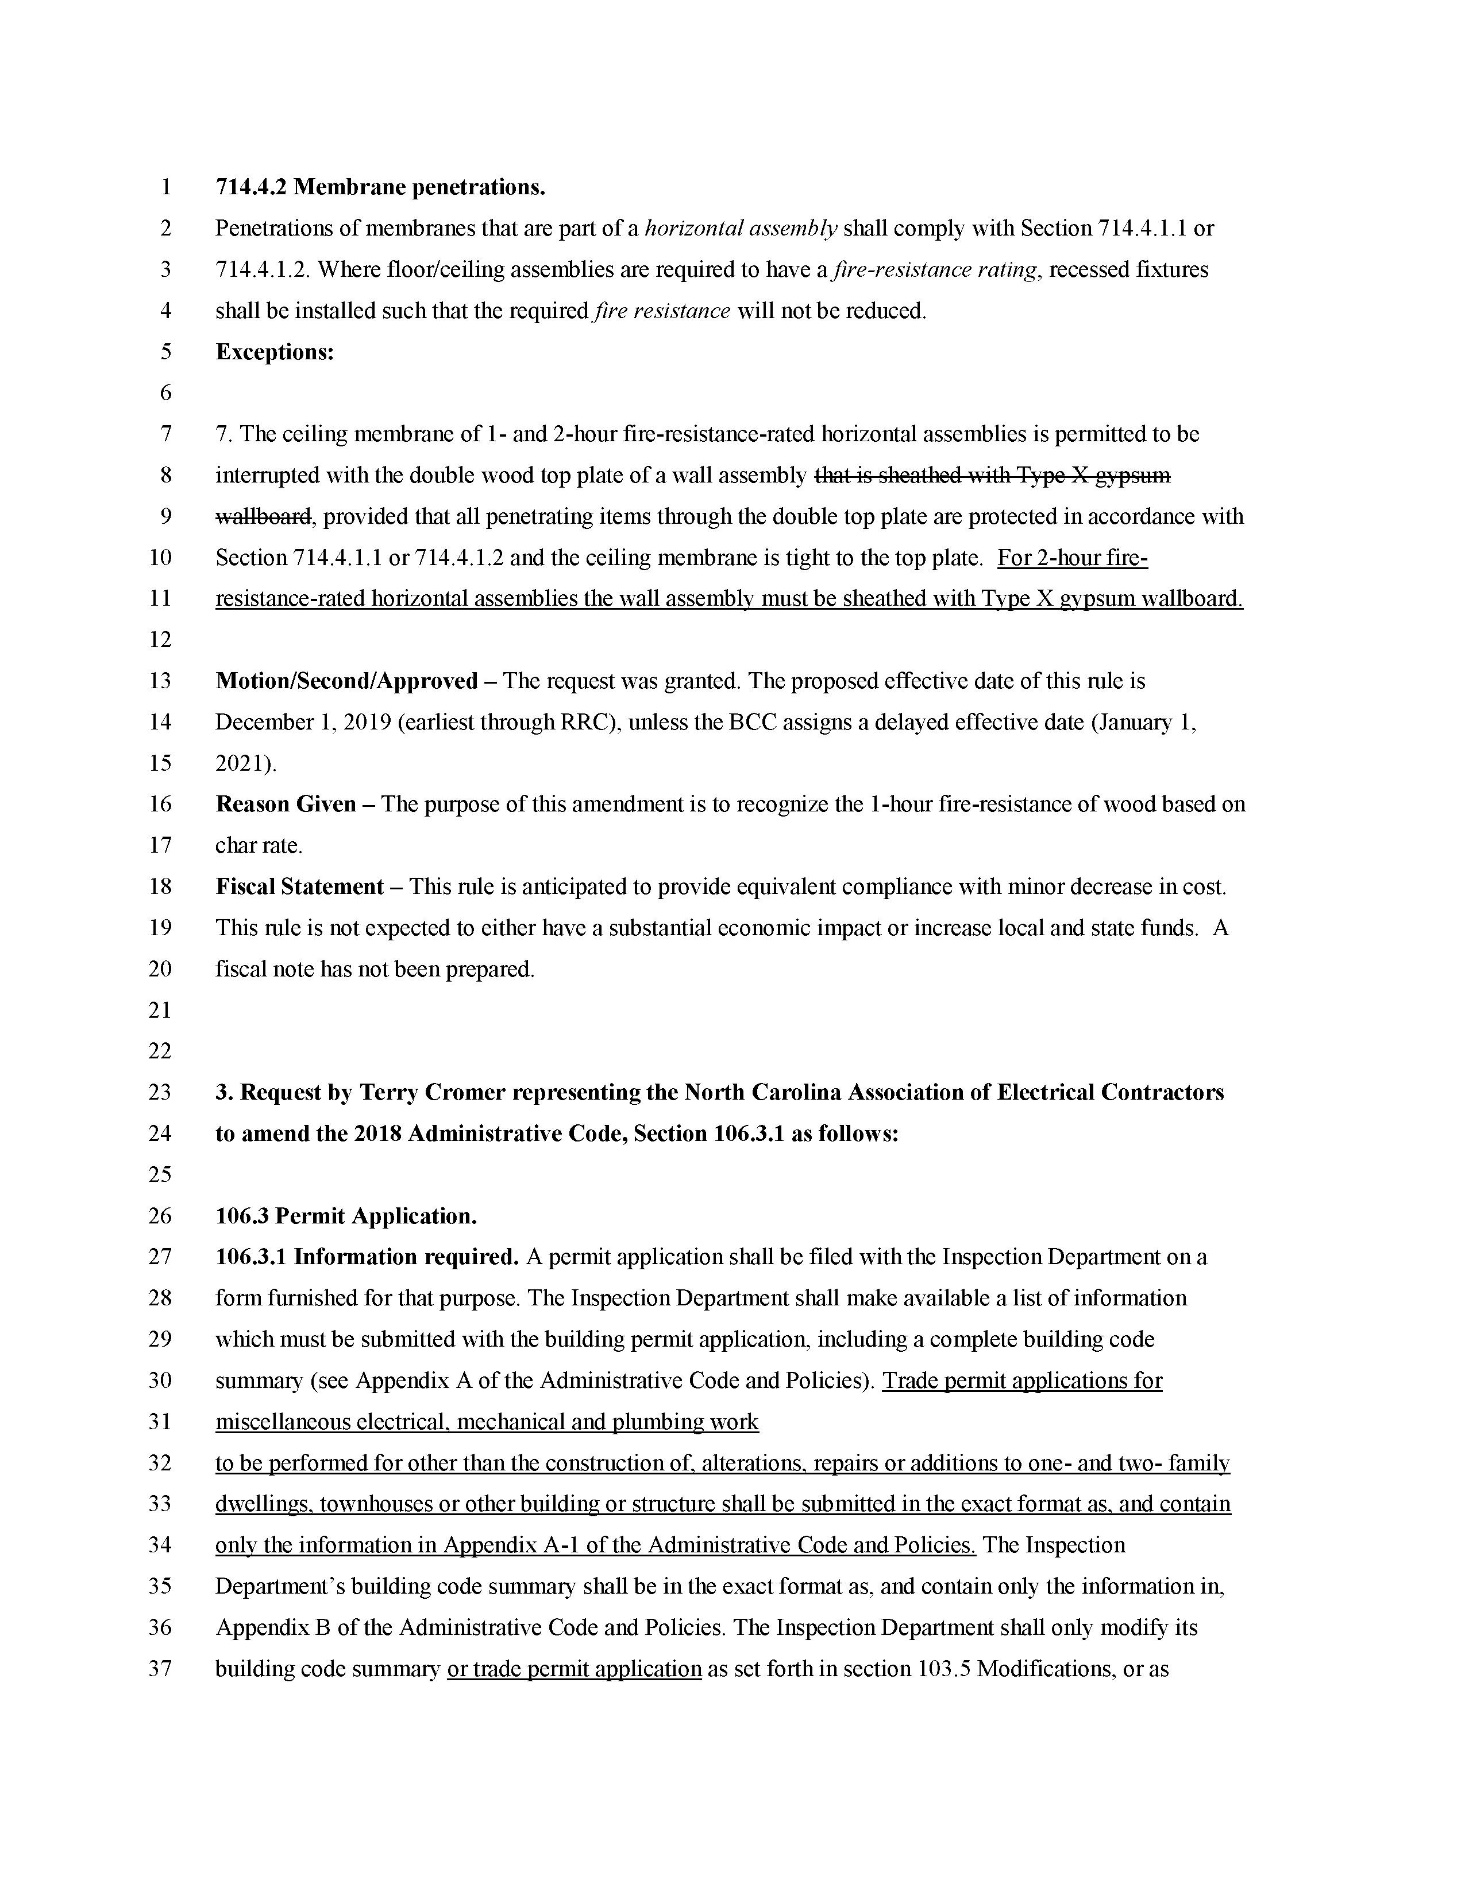 1 714.4.2 Membrane penetrations.
2 Penetrations of membranes that are part of a horizontal assembly shall comply with Section 714.4.1.1 or
3 714.4.1.2. Where floor/ceiling assemblies are required to have a fire-resistance rating, recessed fixtures
4 shall be installed such that the required fire resistance will not be reduced.
5 Exceptions:
6
7 7. The ceiling membrane of 1- and 2-hour fire-resistance-rated horizontal assemblies is permitted to be
8 interrupted with the double wood top plate of a wall assembly that is sheathed with Type X gypsum
9 wallboard, provided that all penetrating items through the double top plate are protected in accordance with
10 Section 714.4.1.1 or 714.4.1.2 and the ceiling membrane is tight to the top plate. For 2-hour fire-
11 resistance-rated horizontal assemblies the wall assembly must be sheathed with Type X gypsum wallboard.
12
13 Motion/Second/Approved – The request was granted. The proposed effective date of this rule is
14 December 1, 2019 (earliest through RRC), unless the BCC assigns a delayed effective date (January 1,
15 2021).
16 Reason Given – The purpose of this amendment is to recognize the 1-hour fire-resistance of wood based on
17 char rate.
18 Fiscal Statement – This rule is anticipated to provide equivalent compliance with minor decrease in cost.
19 This rule is not expected to either have a substantial economic impact or increase local and state funds. A
20 fiscal note has not been prepared.
21
22
23 3. Request by Terry Cromer representing the North Carolina Association of Electrical Contractors
24 to amend the 2018 Administrative Code, Section 106.3.1 as follows:
25
26 106.3 Permit Application.
27 106.3.1 Information required. A permit application shall be filed with the Inspection Department on a
28 form furnished for that purpose. The Inspection Department shall make available a list of information
29 which must be submitted with the building permit application, including a complete building code
30 summary (see Appendix A of the Administrative Code and Policies). Trade permit applications for
31 miscellaneous electrical, mechanical and plumbing work
32 to be performed for other than the construction of, alterations, repairs or additions to one- and two- family
33 dwellings, townhouses or other building or structure shall be submitted in the exact format as, and contain
34 only the information in Appendix A-1 of the Administrative Code and Policies. The Inspection
35 Department’s building code summary shall be in the exact format as, and contain only the information in,
36 Appendix B of the Administrative Code and Policies. The Inspection Department shall only modify its
37 building code summary or trade permit application as set forth in section 103.5 Modifications, or as